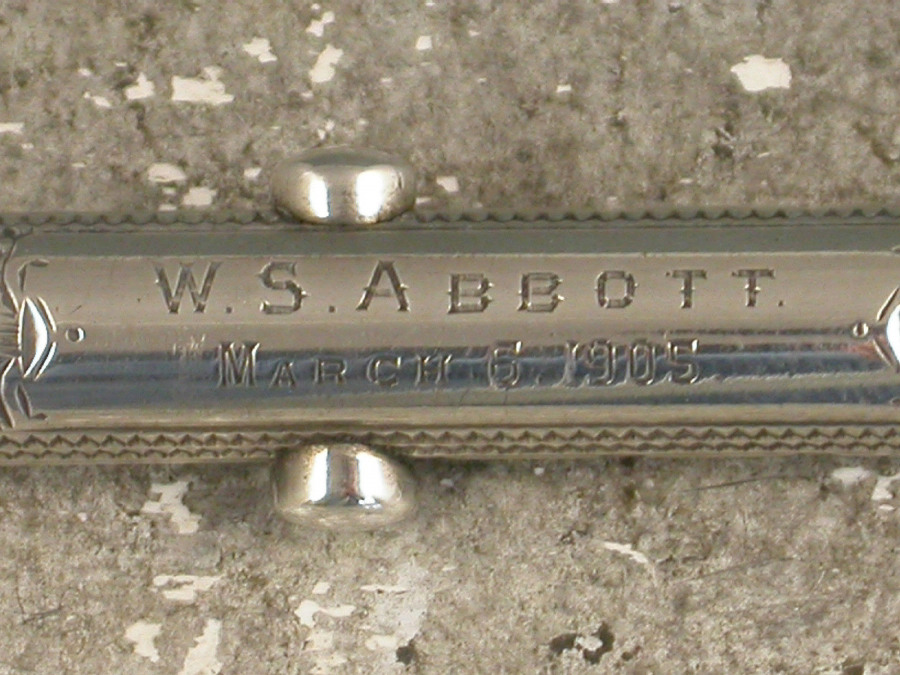 W. S. ABBOTT.
MARCH 6 1905